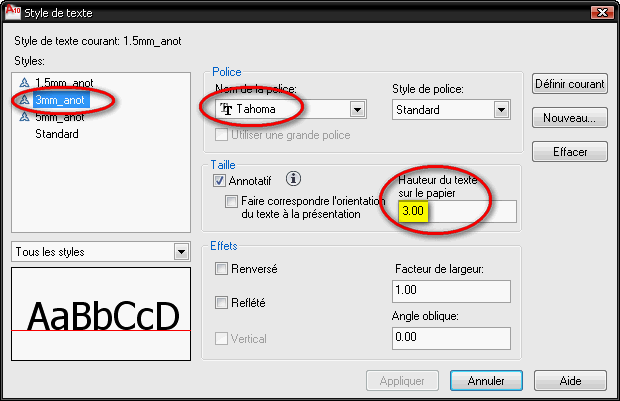 A10 Style de texte
Style de texte courant: 1.5mm_anot
Styles:
1.5mm_anot
3mm_anot
5mm_anot
Standard
Tous les styles
AaBbCcD
Police
Nom de la police:
Tahoma
Style de police:
Standard
Utiliser une grande police
Taille
Annotatif
Faire correspondre l'orientation
du texte à la présentation
Hauteur du texte
sur le papier
3.00
Effets
Renversé
Reflété
Vertical
Facteur de largeur:
1.00
Angle oblique:
0.00
Définir courant
Nouveau...
Effacer
Appliquer
Annuler
Aide